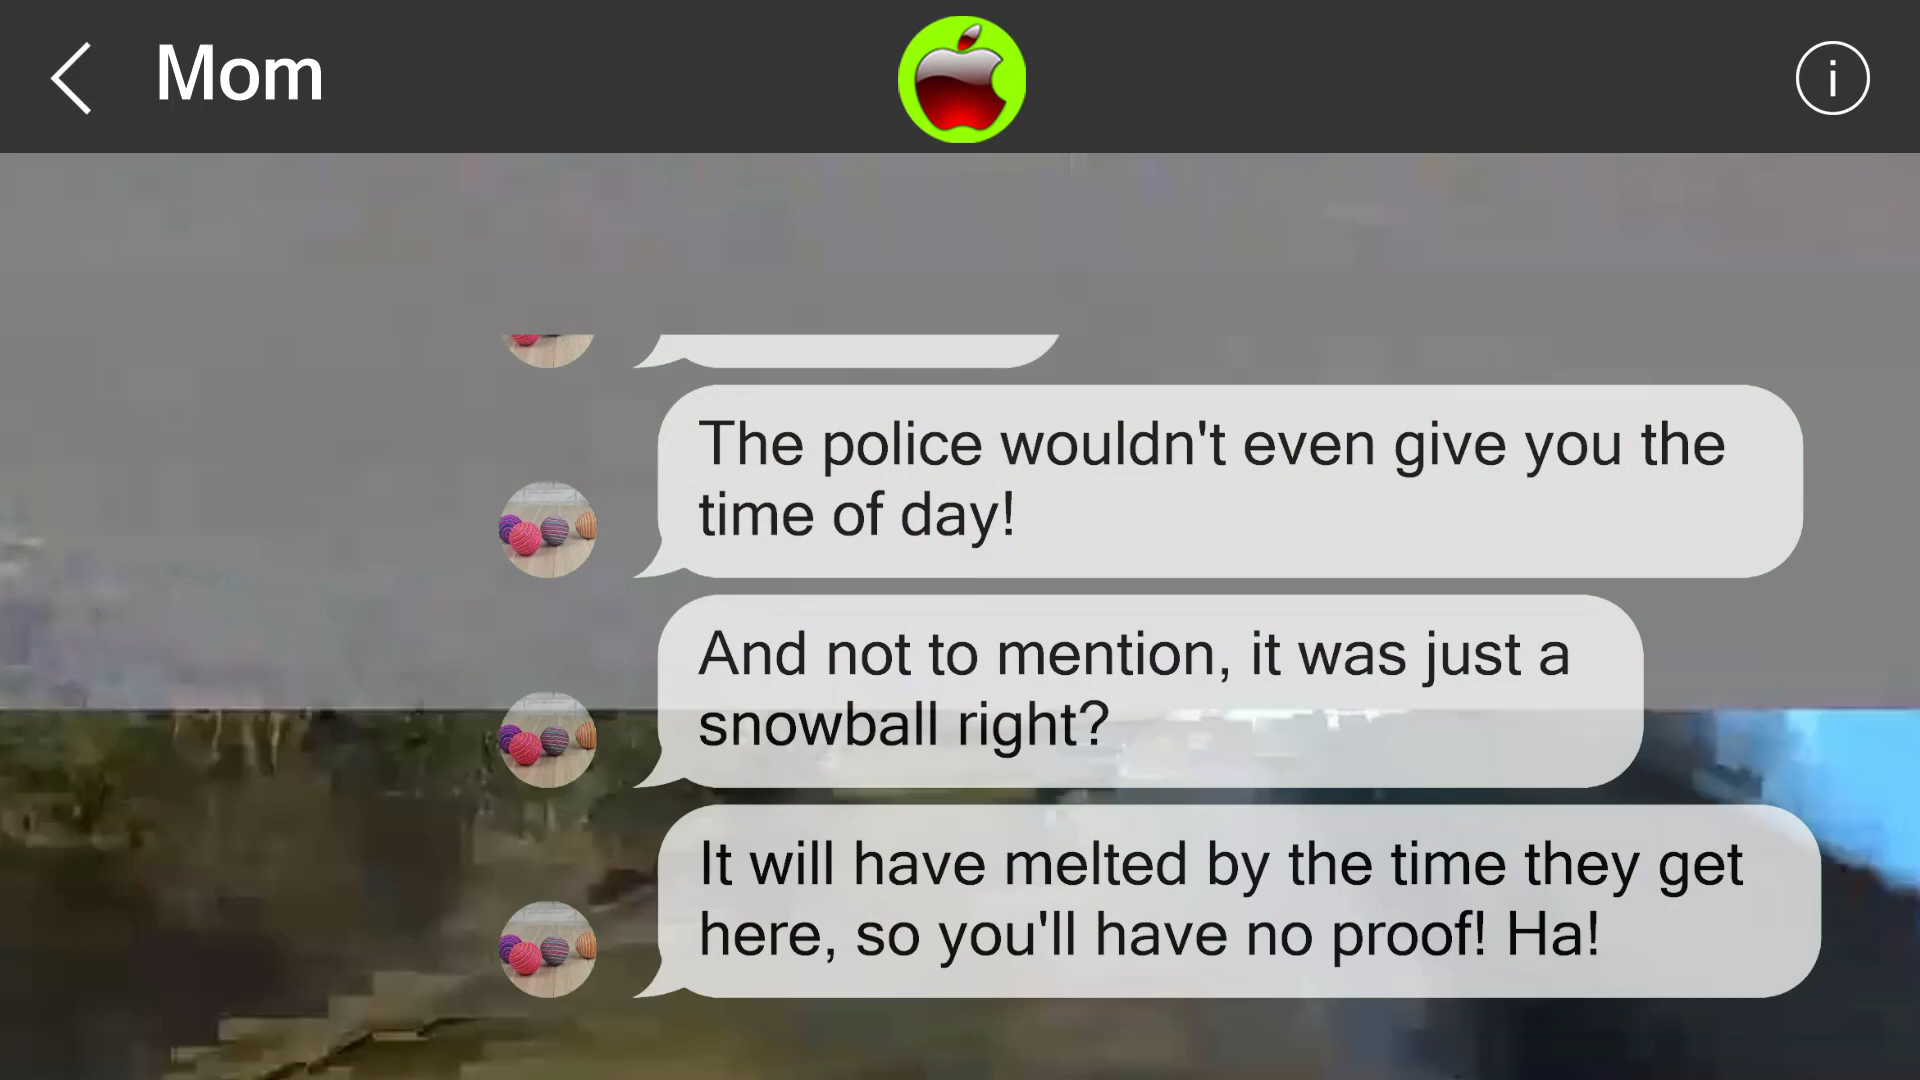 Mom
i
The police wouldn't even give you the
time of day!
And not to mention, it was just a
snowball right?
It will have melted by the time they get
here, so you'll have no proof! Ha!